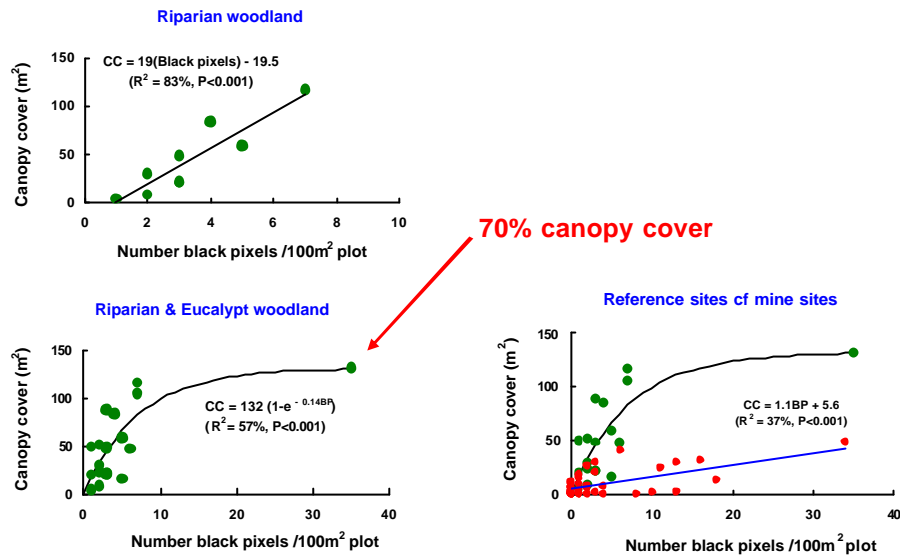 Riparian woodland
CC = 19(Black pixels) - 19.5
(R² = 83%, P<0.001)
Canopy cover (m²)
150
100
50
0
0 2 4 6 8 10
Number black pixels /100m² plot
70% canopy cover
Riparian & Eucalypt woodland
CC = 132 (1-e ⁻ ⁰·¹⁴ᴮᴾ)
(R² = 57%, P<0.001)
Canopy cover (m²)
150
100
50
0
0 10 20 30 40
Number black pixels /100m² plot
Reference sites cf mine sites
CC = 1.1BP + 5.6
(R² = 37%, P<0.001)
Canopy cover (m²)
150
100
50
0
0 10 20 30 40
Number black pixels /100m² plot